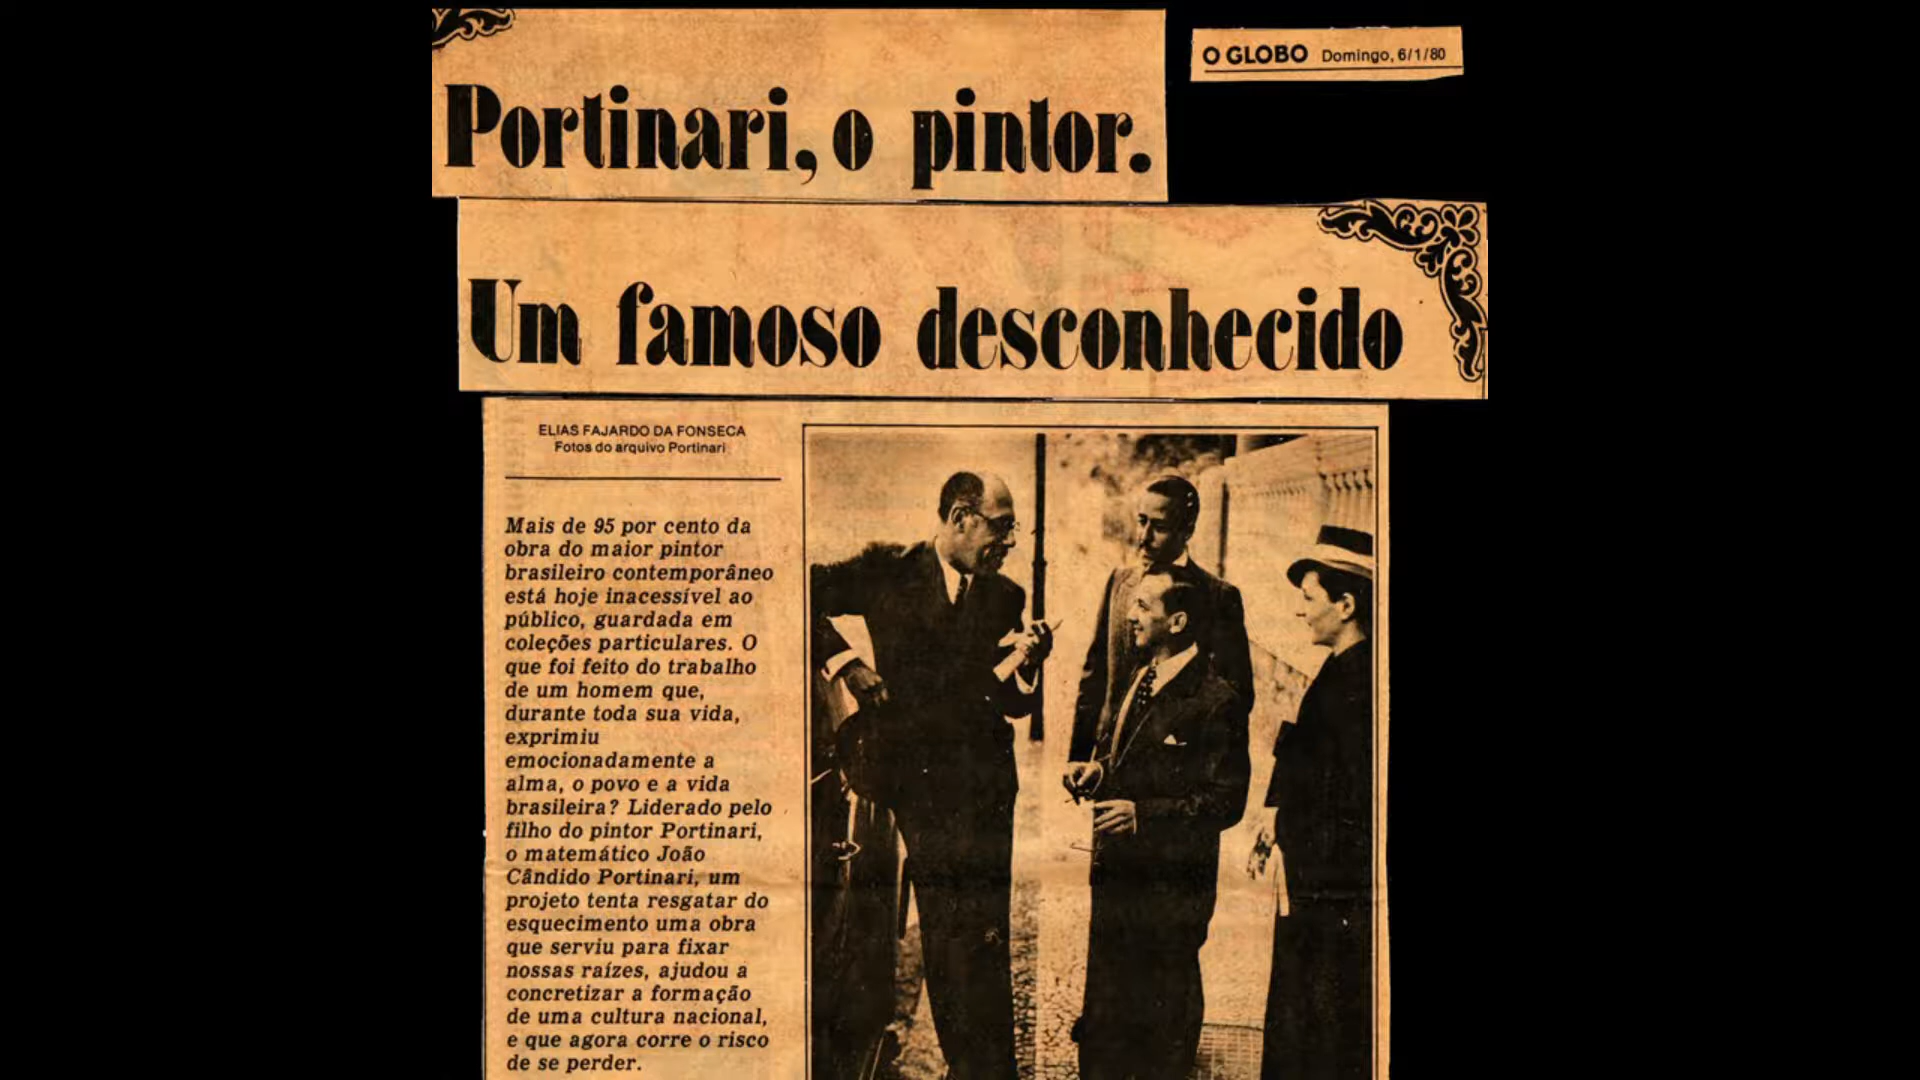 Portinari, o pintor.
O GLOBO Domingo, 6/1/80
Um famoso desconhecido
ELIAS FAJARDO DA FONSECA
Fotos do arquivo Portinari
Mais de 95 por cento da
obra do maior pintor
brasileiro contemporâneo
está hoje inacessível ao
público, guardada em
coleções particulares. O
que foi feito do trabalho
de um homem que,
durante toda sua vida,
exprimiu
emocionadamente a
alma, o povo e a vida
brasileira? Liderado pelo
filho do pintor Portinari,
o matemático João
Cândido Portinari, um
projeto tenta resgatar do
esquecimento uma obra
que serviu para fixar
nossas raízes, ajudou a
concretizar a formação
de uma cultura nacional,
e que agora corre o risco
de se perder.